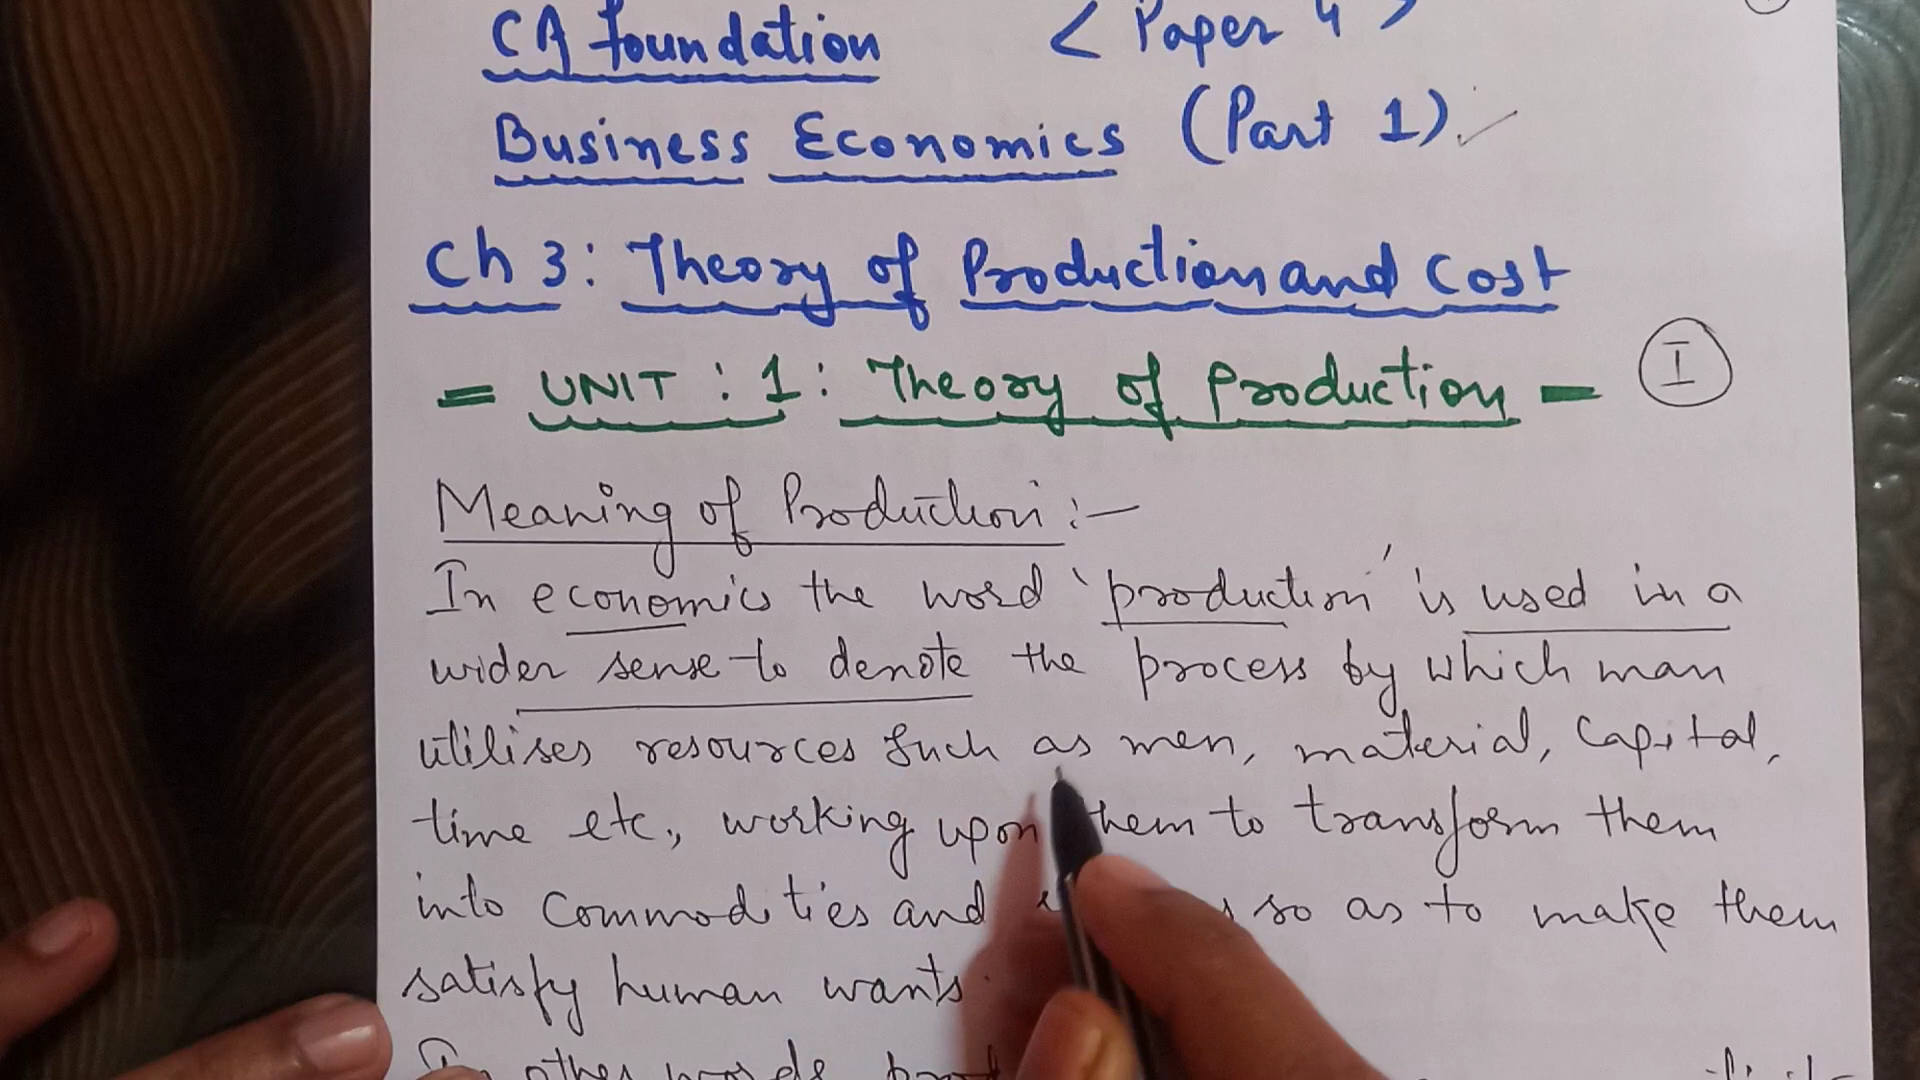 CA Foundation < Paper 4 >
Business Economics (Part 1).
Ch 3: Theory of Production and Cost
= UNIT : 1 : Theory of Production =
I
Meaning of Production :-
In economics the word 'production' is used in a
wider sense to denote the process by which man
utilises resources such as men, material, capital,
time etc., working upon them to transform them
into commodities and so as to make them
satisfy human wants.
In other words